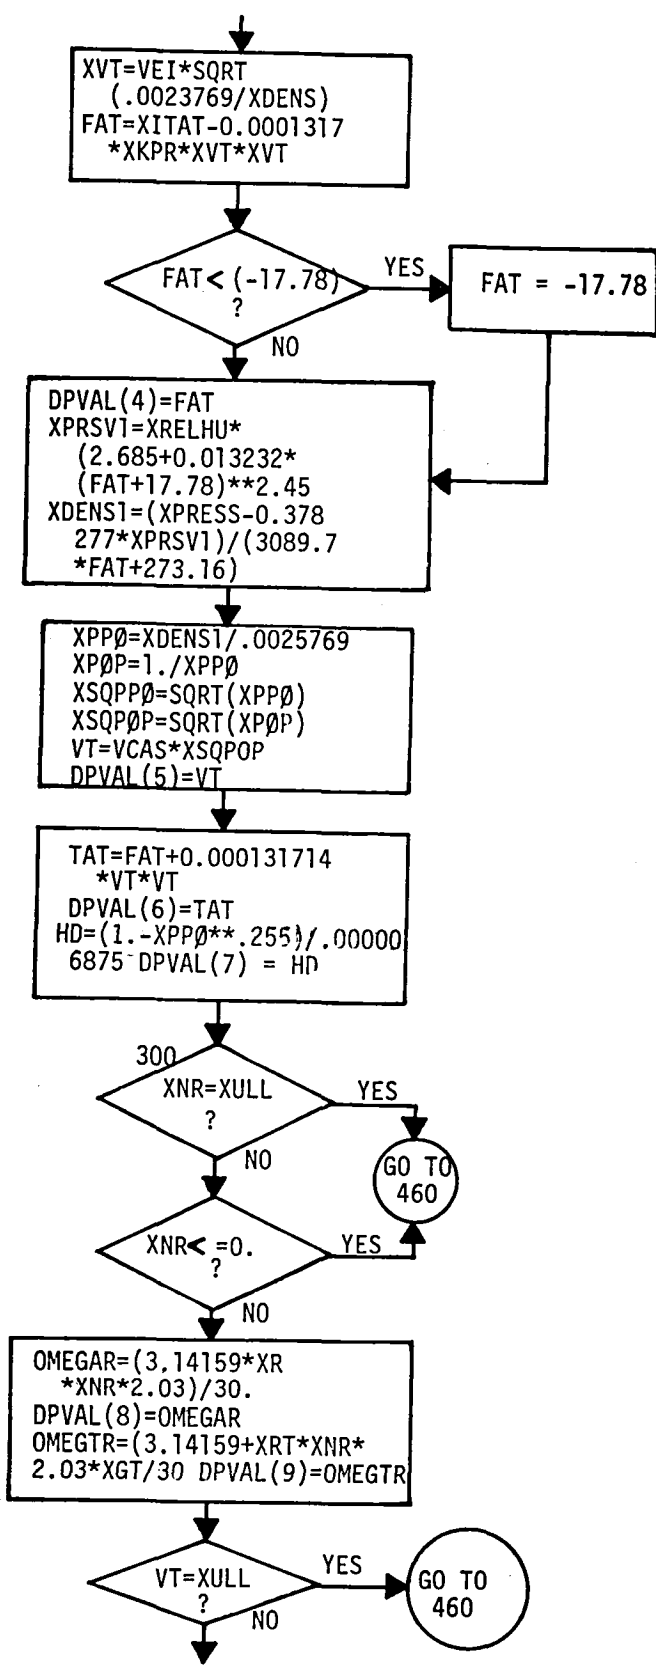 XVT=VEI*SQRT
(.0023769/XDENS)
FAT=XITAT-0.0001317
*XKPR*XVT*XVT
FAT< (-17.78)
?
YES
FAT = -17.78
NO
DPVAL(4)=FAT
XPRSV1=XRELHU*
(2.685+0.013232*
(FAT+17.78)**2.45
XDENS1=(XPRESS-0.378
277*XPRSV1)/(3089.7
*FAT+273.16)
XPPØ=XDENS1/.0025769
XPØP=1./XPPØ
XSQPPØ=SQRT(XPPØ)
XSQPØP=SQRT(XPØP)
VT=VCAS*XSQPOP
DPVAL(5)=VT
TAT=FAT+0.000131714
*VT*VT
DPVAL(6)=TAT
HD=(1.-XPPØ**.255)/.00000
6875 DPVAL(7) = HD
300
XNR=XULL
?
YES
NO
GO TO
460
XNR< =0.
?
YES
NO
OMEGAR=(3.14159*XR
*XNR*2.03)/30.
DPVAL(8)=OMEGAR
OMEGTR=(3.14159+XRT*XNR*
2.03*XGT/30 DPVAL(9)=OMEGTR
VT=XULL
?
YES
NO
GO TO
460